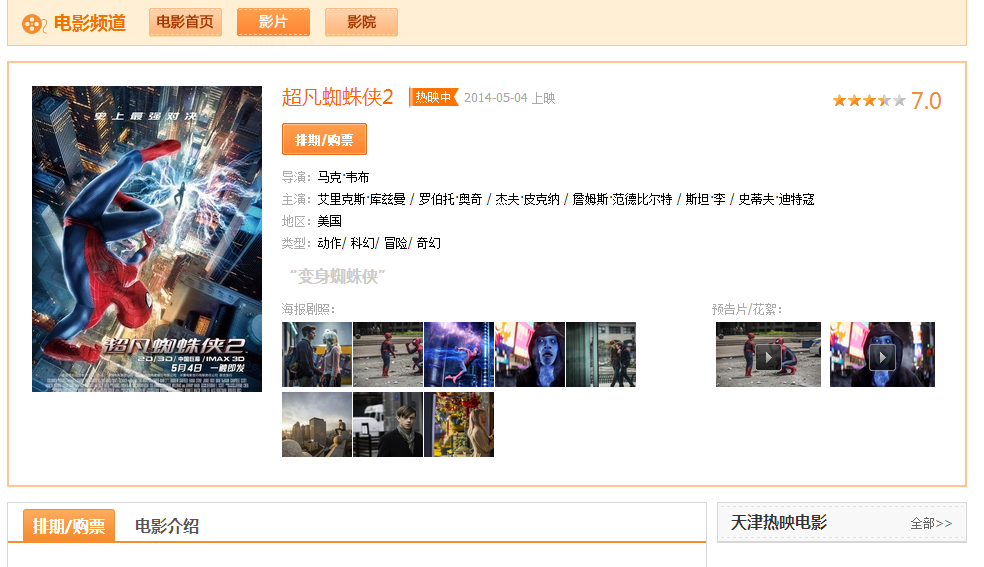 电影频道 电影首页 影片 影院
史上最强对决
超凡蜘蛛侠2
2D/3D/中国巨幕/IMAX 3D
5月4日 一触即发
超凡蜘蛛侠2 热映中 2014-05-04 上映 7.0
排期/购票
导演：马克·韦布
主演：艾里克斯·库兹曼 / 罗伯托·奥奇 / 杰夫·皮克纳 / 詹姆斯·范德比尔特 / 斯坦·李 / 史蒂夫·迪特寇
地区：美国
类型：动作/ 科幻/ 冒险/ 奇幻
“变身蜘蛛侠”
海报剧照： 预告片/花絮：
排期/购票 电影介绍
天津热映电影 全部>>